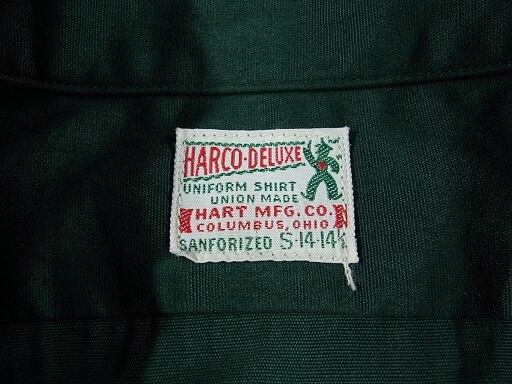 HARCO-DELUXE
UNIFORM SHIRT
UNION MADE
HART MFG. CO.
COLUMBUS, OHIO
SANFORIZED S-14-14½